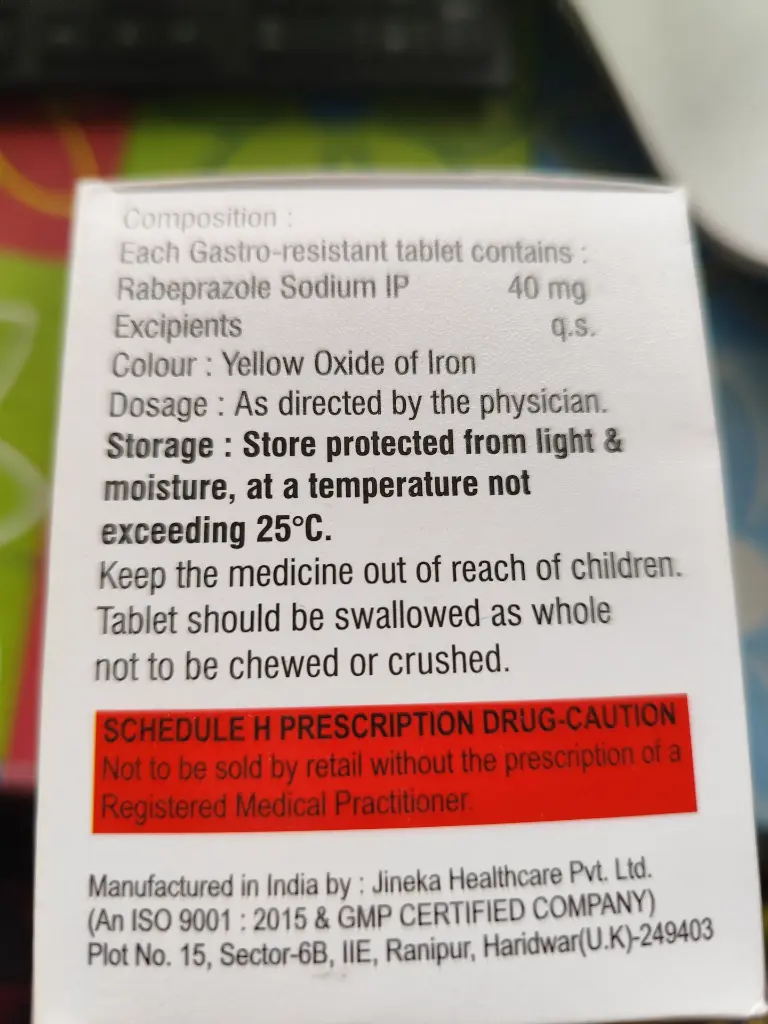 Composition :
Each Gastro-resistant tablet contains :
Rabeprazole Sodium IP 40 mg
Excipients q.s.
Colour : Yellow Oxide of Iron
Dosage : As directed by the physician.
Storage : Store protected from light &
moisture, at a temperature not
exceeding 25°C.
Keep the medicine out of reach of children.
Tablet should be swallowed as whole
not to be chewed or crushed.
SCHEDULE H PRESCRIPTION DRUG-CAUTION
Not to be sold by retail without the prescription of a
Registered Medical Practitioner.
Manufactured in India by : Jineka Healthcare Pvt. Ltd.
(An ISO 9001 : 2015 & GMP CERTIFIED COMPANY)
Plot No. 15, Sector-6B, IIE, Ranipur, Haridwar(U.K)-249403